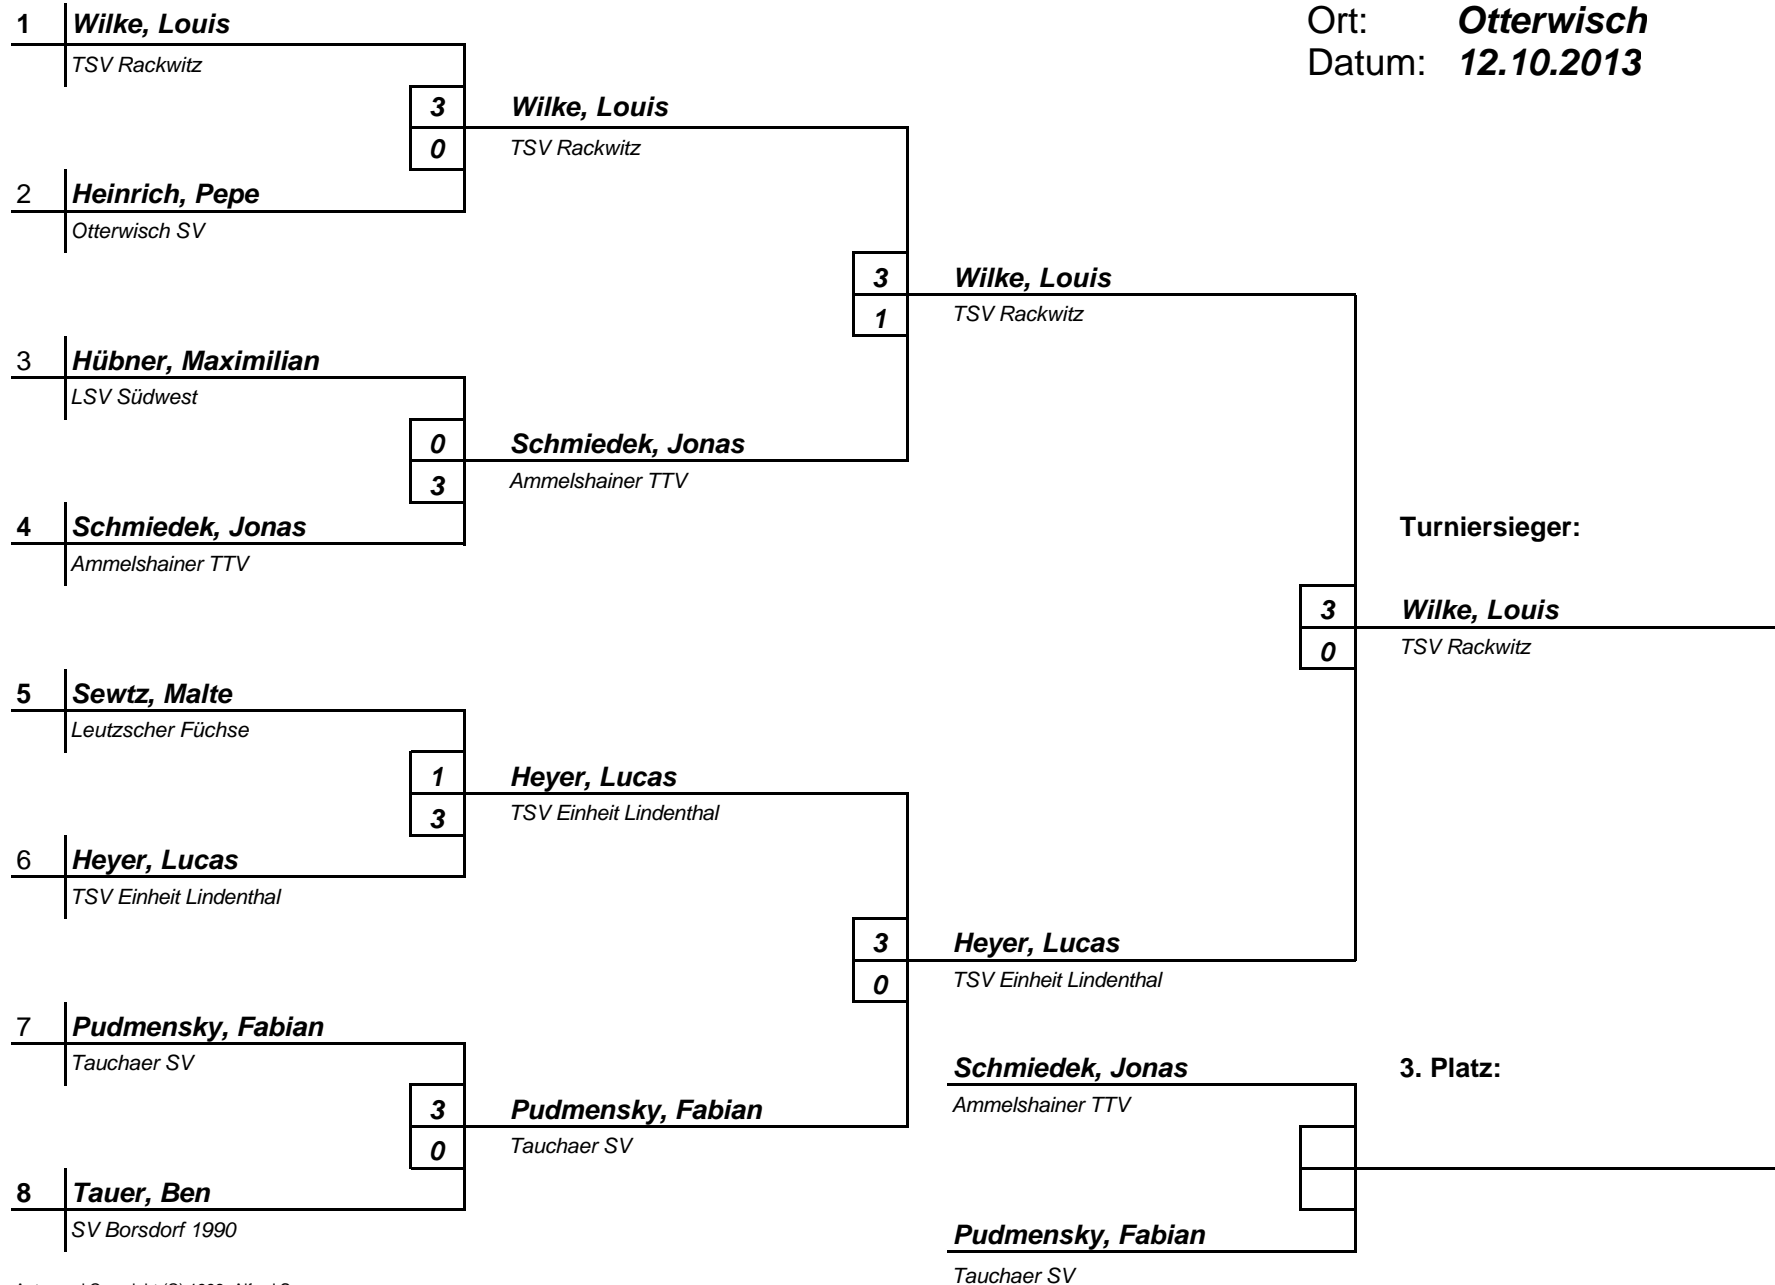 Ort: Otterwisch
Datum: 12.10.2013
1 Wilke, Louis
TSV Rackwitz
3 Wilke, Louis
0 TSV Rackwitz
2 Heinrich, Pepe
Otterwisch SV
3 Wilke, Louis
1 TSV Rackwitz
3 Hübner, Maximilian
LSV Südwest
0 Schmiedek, Jonas
3 Ammelshainer TTV
4 Schmiedek, Jonas
Ammelshainer TTV
Turniersieger:
3 Wilke, Louis
0 TSV Rackwitz
5 Sewtz, Malte
Leutzscher Füchse
1 Heyer, Lucas
3 TSV Einheit Lindenthal
6 Heyer, Lucas
TSV Einheit Lindenthal
3 Heyer, Lucas
0 TSV Einheit Lindenthal
7 Pudmensky, Fabian
Tauchaer SV
3 Pudmensky, Fabian
0 Tauchaer SV
8 Tauer, Ben
SV Borsdorf 1990
Schmiedek, Jonas
Ammelshainer TTV
3. Platz:
Pudmensky, Fabian
Tauchaer SV